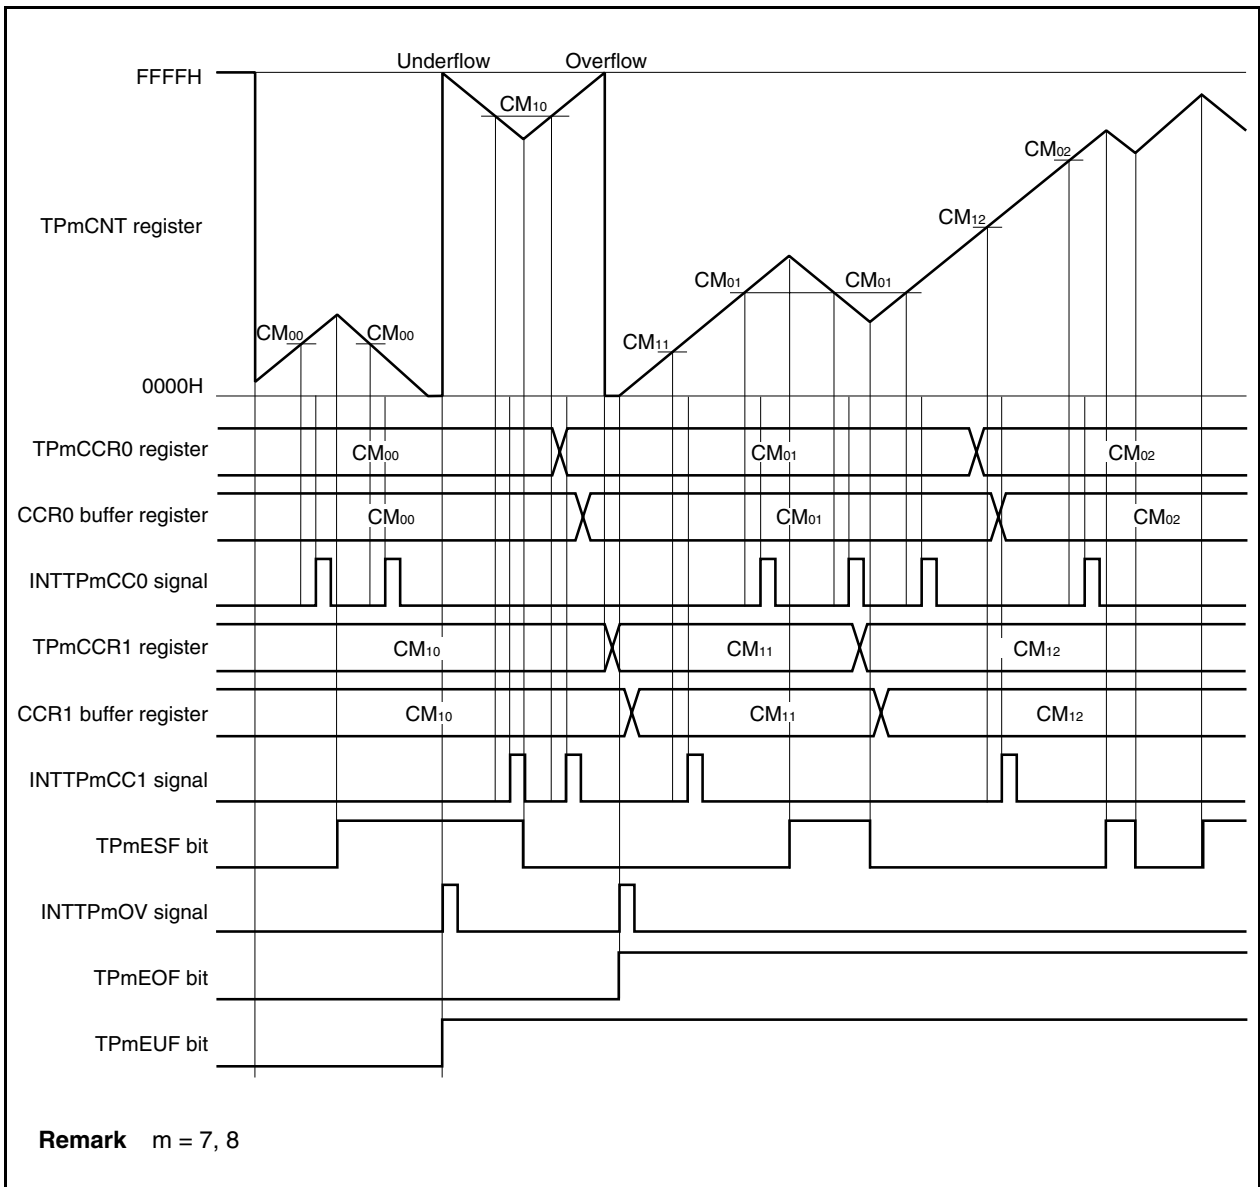 Underflow Overflow
FFFFH
CM10
CM02
TPmCNT register
CM12
CM01 CM01
CM00 CM00
CM11
0000H
TPmCCR0 register CM00 CM01 CM02
CCR0 buffer register CM00 CM01 CM02
INTTPmCC0 signal
TPmCCR1 register CM10 CM11 CM12
CCR1 buffer register CM10 CM11 CM12
INTTPmCC1 signal
TPmESF bit
INTTPmOV signal
TPmEOF bit
TPmEUF bit
Remark m = 7, 8